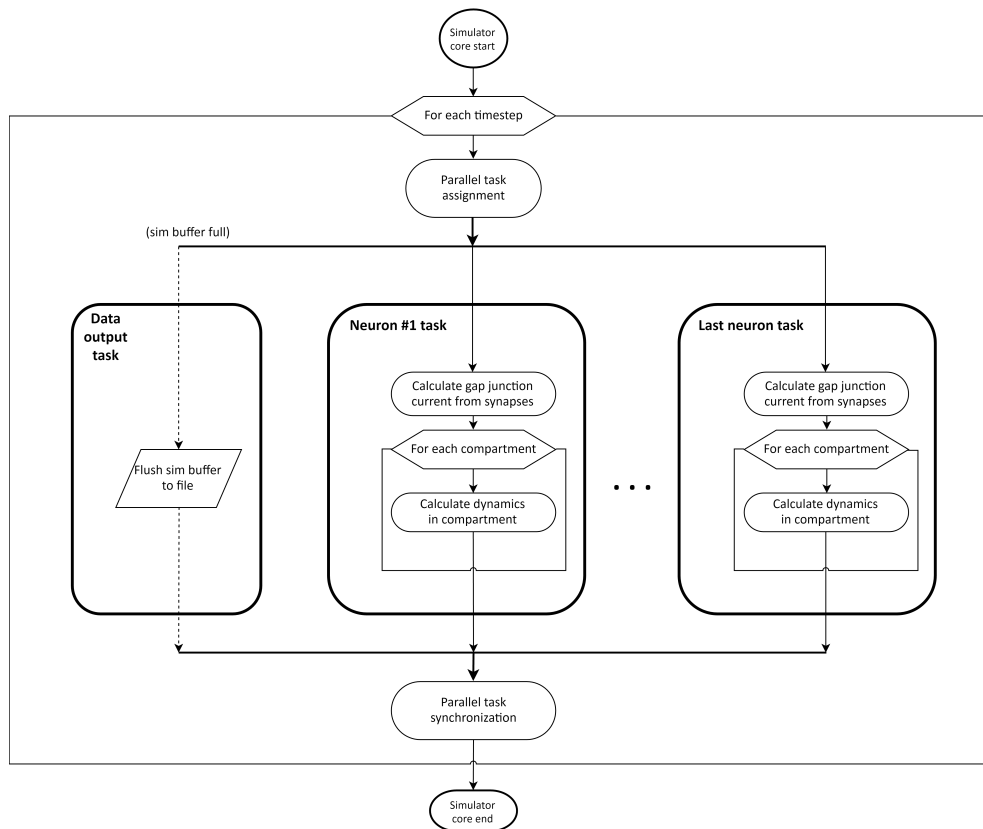 Simulator
core start
For each timestep
Parallel task
assignment
(sim buffer full)
Data
output
task
Flush sim buffer
to file
Neuron #1 task
Calculate gap junction
current from synapses
For each compartment
Calculate dynamics
in compartment
...
Last neuron task
Calculate gap junction
current from synapses
For each compartment
Calculate dynamics
in compartment
Parallel task
synchronization
Simulator
core end